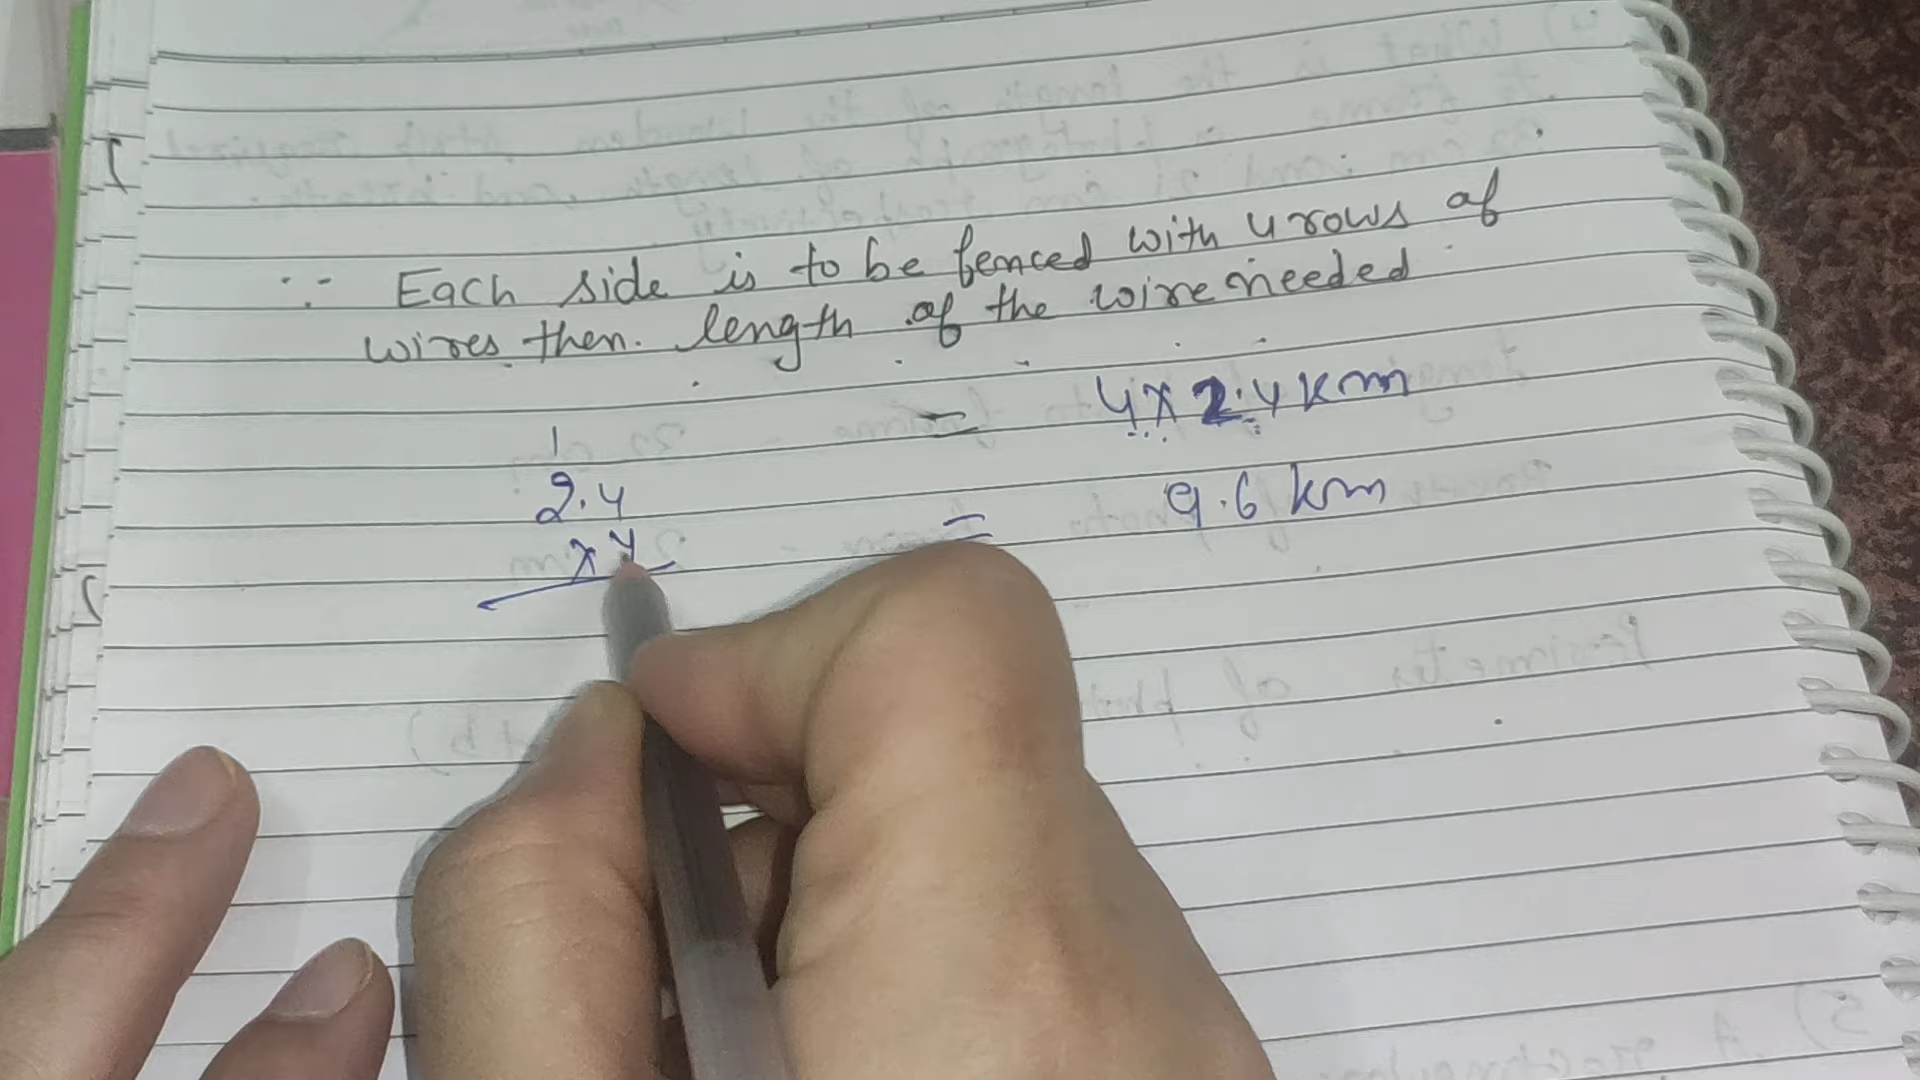 ∵ Each side is to be fenced with 4 rows of
wires then. length of the wire needed
= 4 x 2.4 km
1
2.4
x 4
= 9.6 km